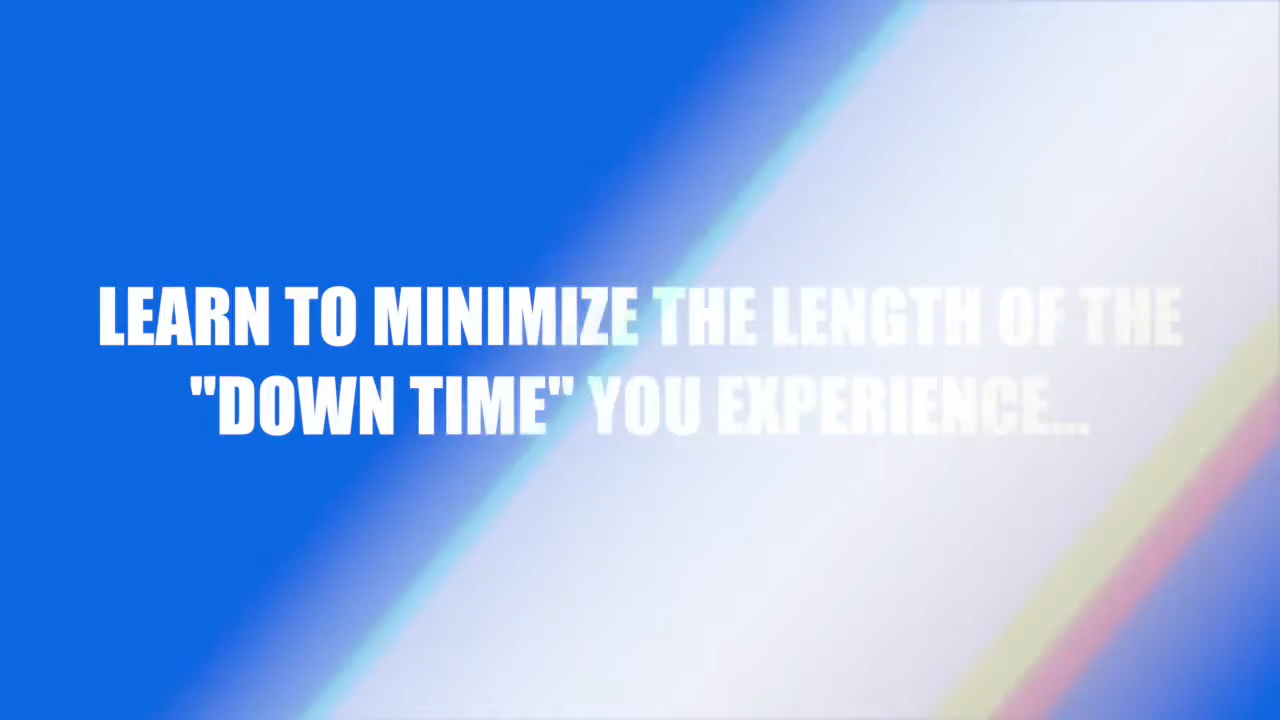 LEARN TO MINIMIZE THE LENGTH OF THE
"DOWN TIME" YOU EXPERIENCE...